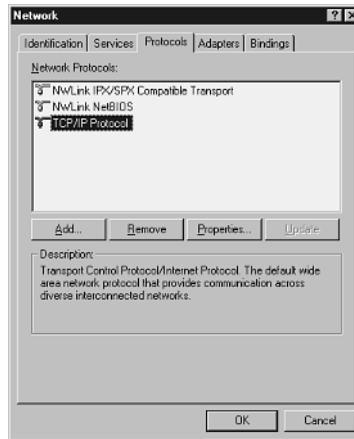 Network
Identification Services Protocols Adapters Bindings
Network Protocols:
NWLink IPX/SPX Compatible Transport
NWLink NetBIOS
TCP/IP Protocol
Add... Remove Properties... Update
Description:
Transport Control Protocol/Internet Protocol. The default wide
area network protocol that provides communication across
diverse interconnected networks.
OK Cancel